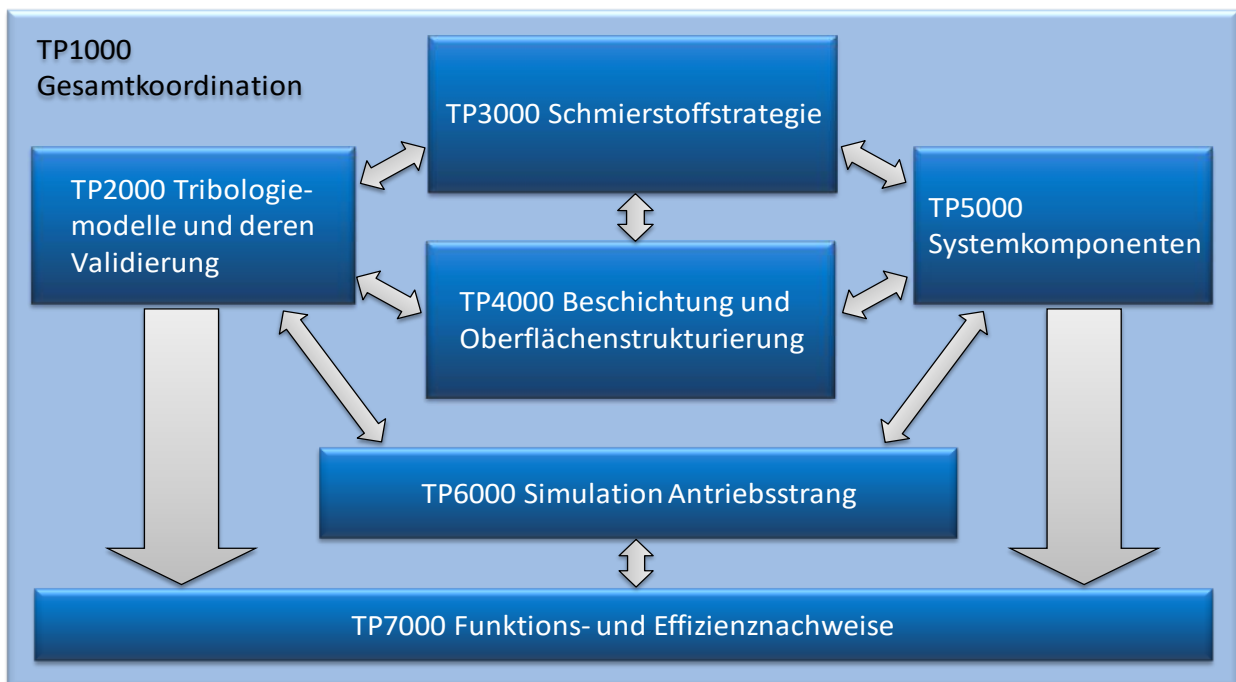 TP1000
Gesamtkoordination
TP3000 Schmierstoffstrategie
TP2000 Tribologie-
modelle und deren
Validierung
TP5000
Systemkomponenten
TP4000 Beschichtung und
Oberflächenstrukturierung
TP6000 Simulation Antriebsstrang
TP7000 Funktions- und Effizienznachweise